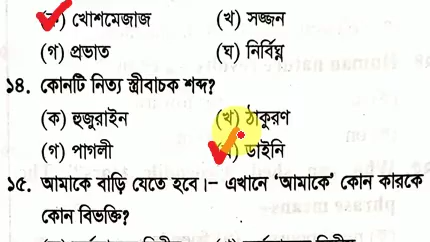 (ক) খোশমেজাজ (খ) সজ্জন
(গ) প্রভাত (ঘ) নির্বিঘ্ন
১৪. কোনটি নিত্য স্ত্রীবাচক শব্দ?
(ক) হুজুরাইন (খ) ঠাকুরণ
(গ) পাগলী (ঘ) ডাইনি
১৫. আমাকে বাড়ি যেতে হবে।- এখানে ‘আমাকে’ কোন কারকে
কোন বিভক্তি?